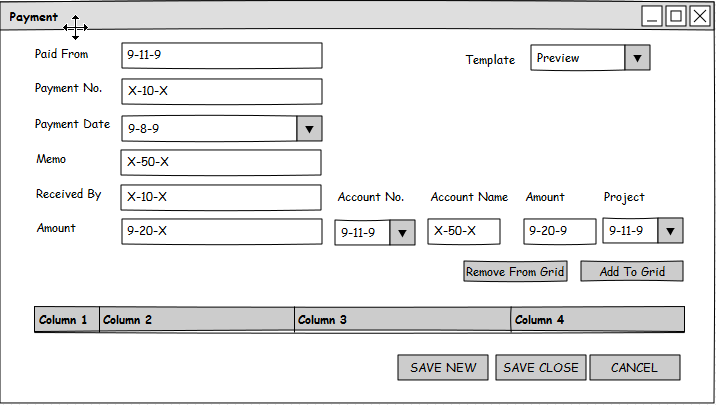 Payment
Paid From 9-11-9 Template Preview
Payment No. X-10-X
Payment Date 9-8-9
Memo X-50-X
Received By X-10-X Account No. Account Name Amount Project
Amount 9-20-X 9-11-9 X-50-X 9-20-9 9-11-9
Remove From Grid Add To Grid
Column 1 Column 2 Column 3 Column 4
SAVE NEW SAVE CLOSE CANCEL